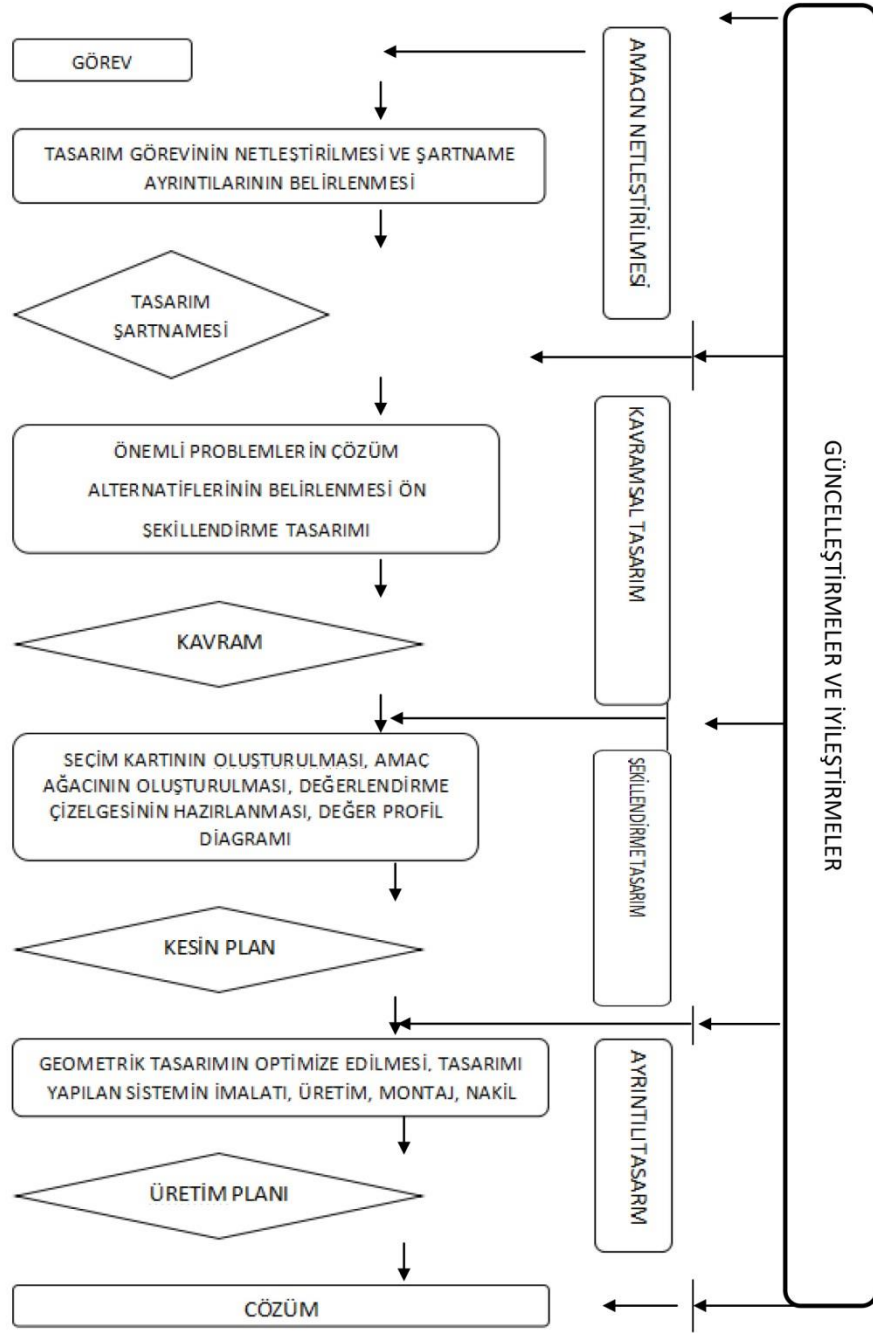 GÖREV
TASARIM GÖREVİNİN NETLEŞTİRİLMESİ VE ŞARTNAME
AYRINTILARININ BELİRLENMESİ
TASARIM
ŞARTNAMESİ
ÖNEMLİ PROBLEMLERİN ÇÖZÜM
ALTERNATİFLERİNİN BELİRLENMESİ ÖN
ŞEKİLLENDİRME TASARIMI
KAVRAM
SEÇİM KARTININ OLUŞTURULMASI, AMAÇ
AĞACININ OLUŞTURULMASI, DEĞERLENDİRME
ÇİZELGESİNİN HAZIRLANMASI, DEĞER PROFİL
DİAGRAMI
KESİN PLAN
GEOMETRİK TASARIMIN OPTİMİZE EDİLMESİ, TASARIMI
YAPILAN SİSTEMİN İMALATI, ÜRETİM, MONTAJ, NAKİL
ÜRETİM PLANI
CÖZÜM
AMACIN NETLEŞTİRİLMESİ
KAVRAMSAL TASARIM
ŞEKİLLENDİRME TASARIM
AYRINTILI TASARM
GÜNCELLEŞTİRMELER VE İYİLEŞTİRMELER